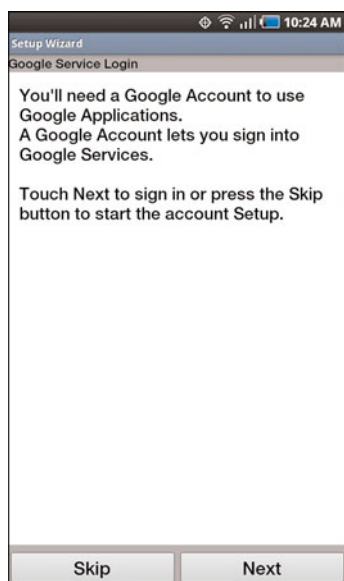 10:24 AM
Setup Wizard
Google Service Login
You'll need a Google Account to use
Google Applications.
A Google Account lets you sign into
Google Services.
Touch Next to sign in or press the Skip
button to start the account Setup.
Skip
Next